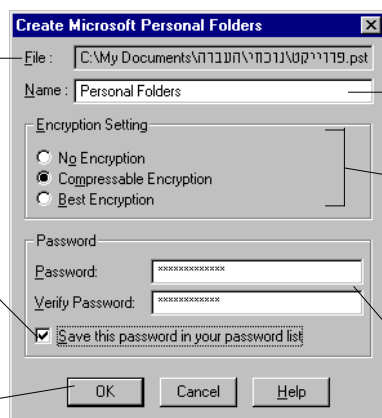 Create Microsoft Personal Folders
File : C:\My Documents\פרוייקט\נוכחי\העברה.pst
Name : Personal Folders
Encryption Setting
No Encryption
Compressable Encryption
Best Encryption
Password
Password: *************
Verify Password: ************
Save this password in your password list
OK Cancel Help